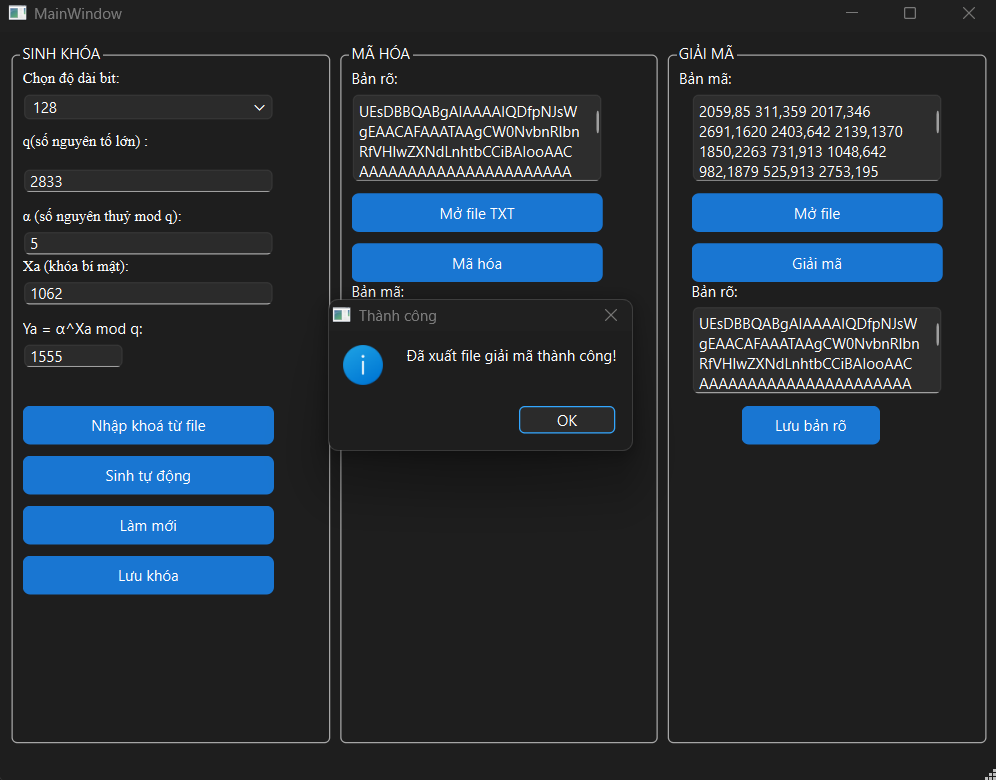 MainWindow
SINH KHÓA
Chọn độ dài bit:
128
q(số nguyên tố lớn) :
2833
α (số nguyên thuỷ mod q):
5
Xa (khóa bí mật):
1062
Ya = α^Xa mod q:
1555
Nhập khoá từ file
Sinh tự động
Làm mới
Lưu khóa
MÃ HÓA
Bản rõ:
UEsDBBQABgAIAAAAIQDfpNJsW
gEAACAFAAATAAgCW0NvbnRlbn
RfVHlwZXNdLnhtbCCiBAIooAAC
AAAAAAAAAAAAAAAAAAAAAA
Mở file TXT
Mã hóa
Bản mã:
GIẢI MÃ
Bản mã:
2059,85 311,359 2017,346
2691,1620 2403,642 2139,1370
1850,2263 731,913 1048,642
982,1879 525,913 2753,195
Mở file
Giải mã
Bản rõ:
UEsDBBQABgAIAAAAIQDfpNJsW
gEAACAFAAATAAgCW0NvbnRlbn
RfVHlwZXNdLnhtbCCiBAIooAAC
AAAAAAAAAAAAAAAAAAAAAA
Lưu bản rõ
Thành công
Đã xuất file giải mã thành công!
OK